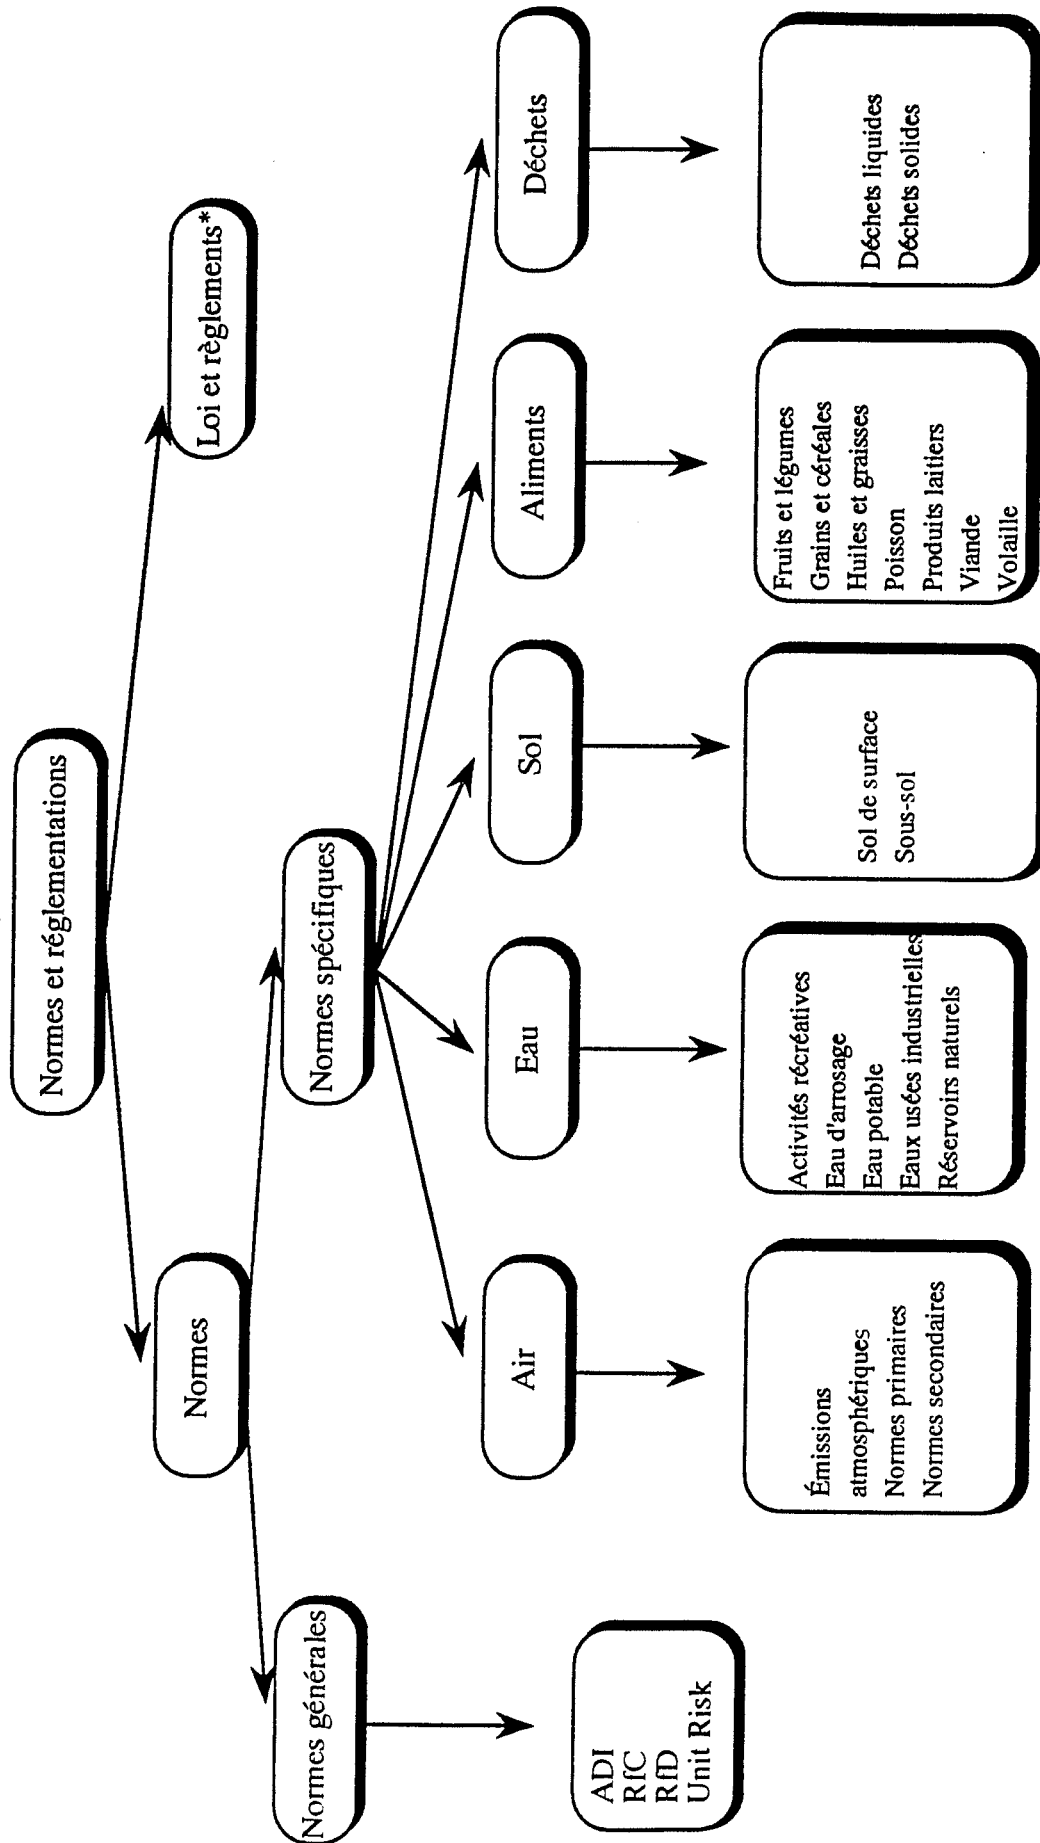 Normes et réglementations
Normes
Loi et règlements*
Normes générales
Normes spécifiques
ADI
RfC
RfD
Unit Risk
Air
Eau
Sol
Aliments
Déchets
Émissions
atmosphériques
Normes primaires
Normes secondaires
Activités récréatives
Eau d'arrosage
Eau potable
Eaux usées industrielles
Réservoirs naturels
Sol de surface
Sous-sol
Fruits et légumes
Grains et céréales
Huiles et graisses
Poisson
Produits laitiers
Viande
Volaille
Déchets liquides
Déchets solides